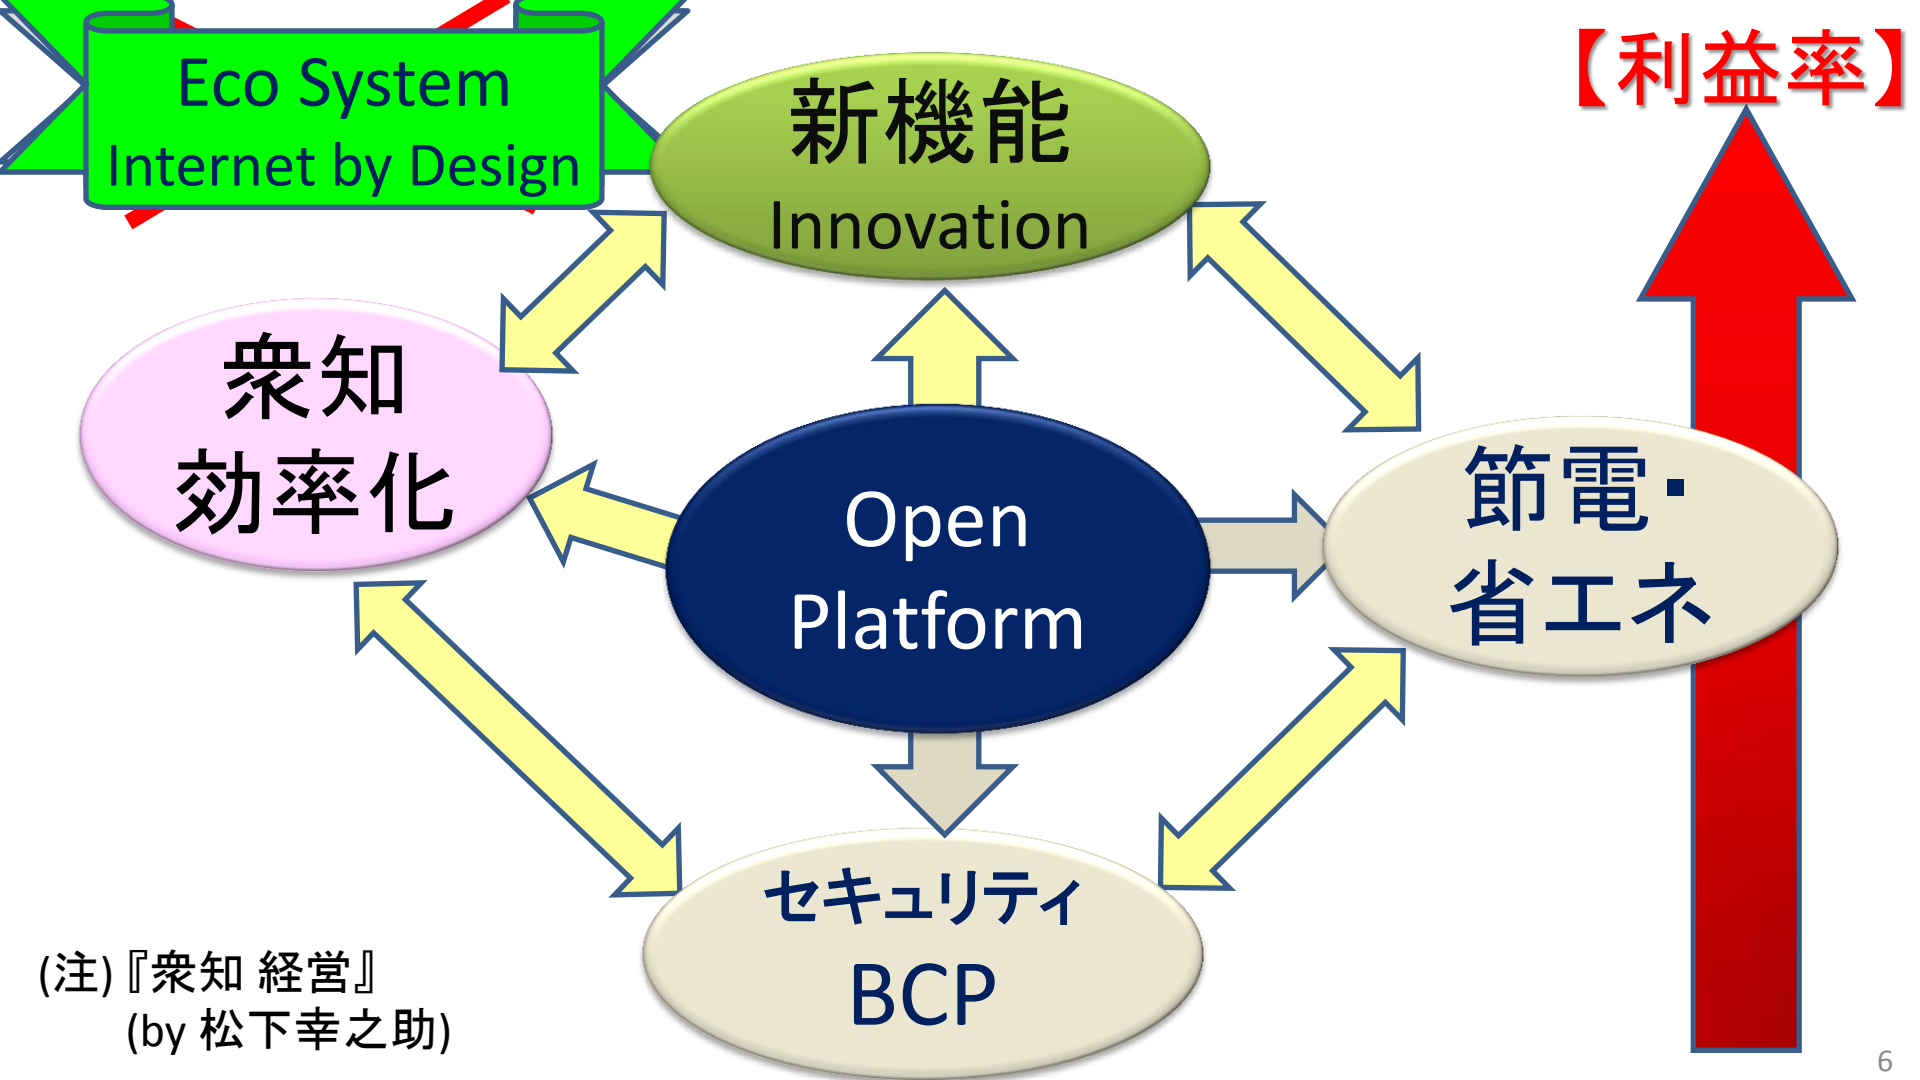 Eco System
Internet by Design
【利益率】
新機能
Innovation
衆知
効率化
Open
Platform
節電・
省エネ
セキュリティ
BCP
(注)『衆知 経営』
(by 松下幸之助)
6